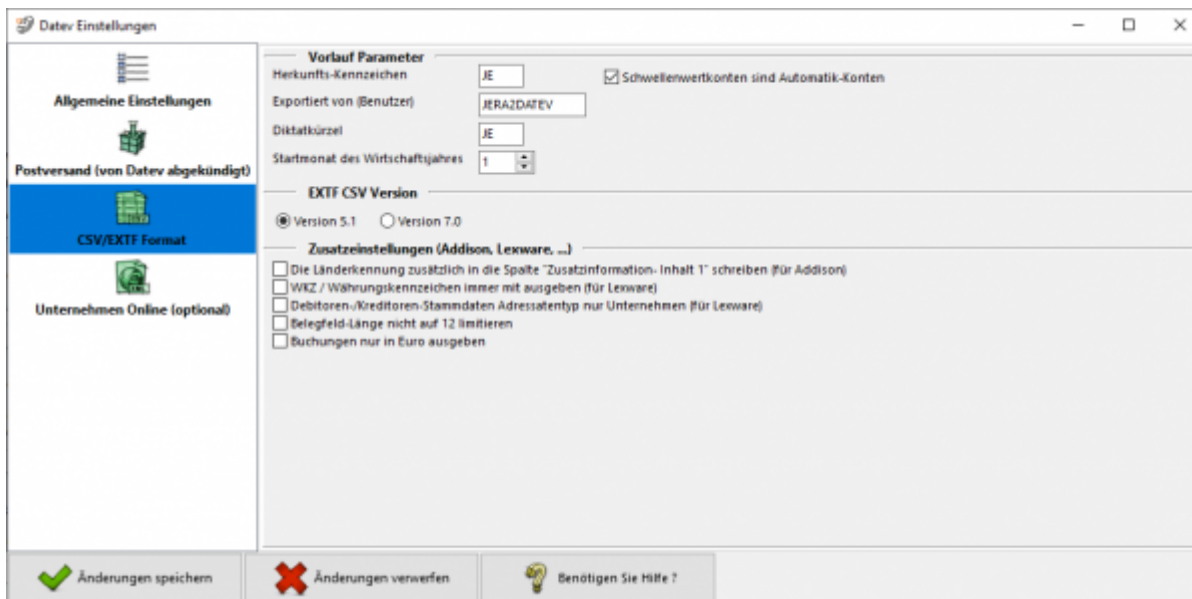 Datev Einstellungen
Allgemeine Einstellungen
Postversand (von Datev abgekündigt)
CSV/EXTF Format
Unternehmen Online (optional)
Vorlauf Parameter
Herkunfts-Kennzeichen JE
Schwellenwertkonten sind Automatik-Konten
Exportiert von (Benutzer) JERA2DATEV
Diktatkürzel JE
Startmonat des Wirtschaftsjahres 1
EXTF CSV Version
Version 5.1 Version 7.0
Zusatzeinstellungen (Addison, Lexware, ...)
Die Länderkennung zusätzlich in die Spalte "Zusatzinformation- Inhalt 1" schreiben (für Addison)
WKZ / Währungskennzeichen immer mit ausgeben (für Lexware)
Debitoren-/Kreditoren-Stammdaten Adressatentyp nur Unternehmen (für Lexware)
Belegfeld-Länge nicht auf 12 limitieren
Buchungen nur in Euro ausgeben
Änderungen speichern
Änderungen verwerfen
Benötigen Sie Hilfe ?